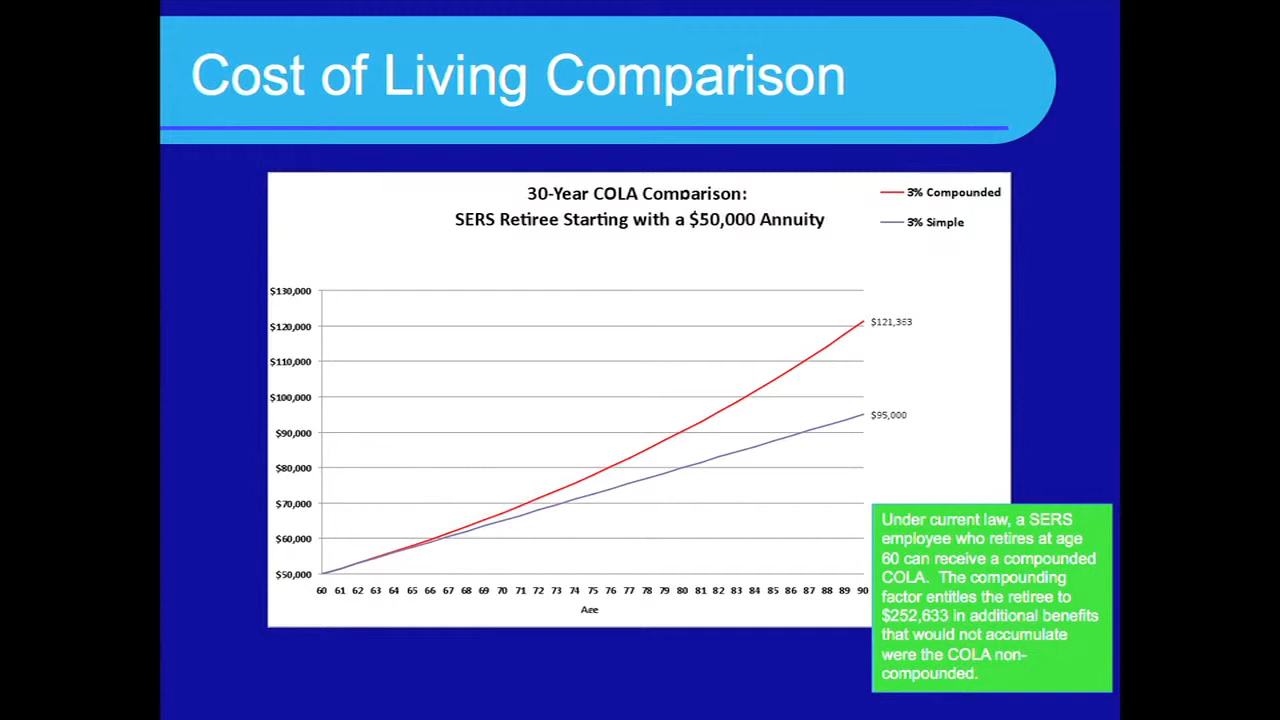 Cost of Living Comparison
30-Year COLA Comparison:
SERS Retiree Starting with a $50,000 Annuity
3% Compounded
3% Simple
$130,000
$120,000
$110,000
$100,000
$90,000
$80,000
$70,000
$60,000
$50,000
$121,363
$95,000
60 61 62 63 64 65 66 67 68 69 70 71 72 73 74 75 76 77 78 79 80 81 82 83 84 85 86 87 88 89 90
Age
Under current law, a SERS
employee who retires at age
60 can receive a compounded
COLA. The compounding
factor entitles the retiree to
$252,633 in additional benefits
that would not accumulate
were the COLA non-
compounded.